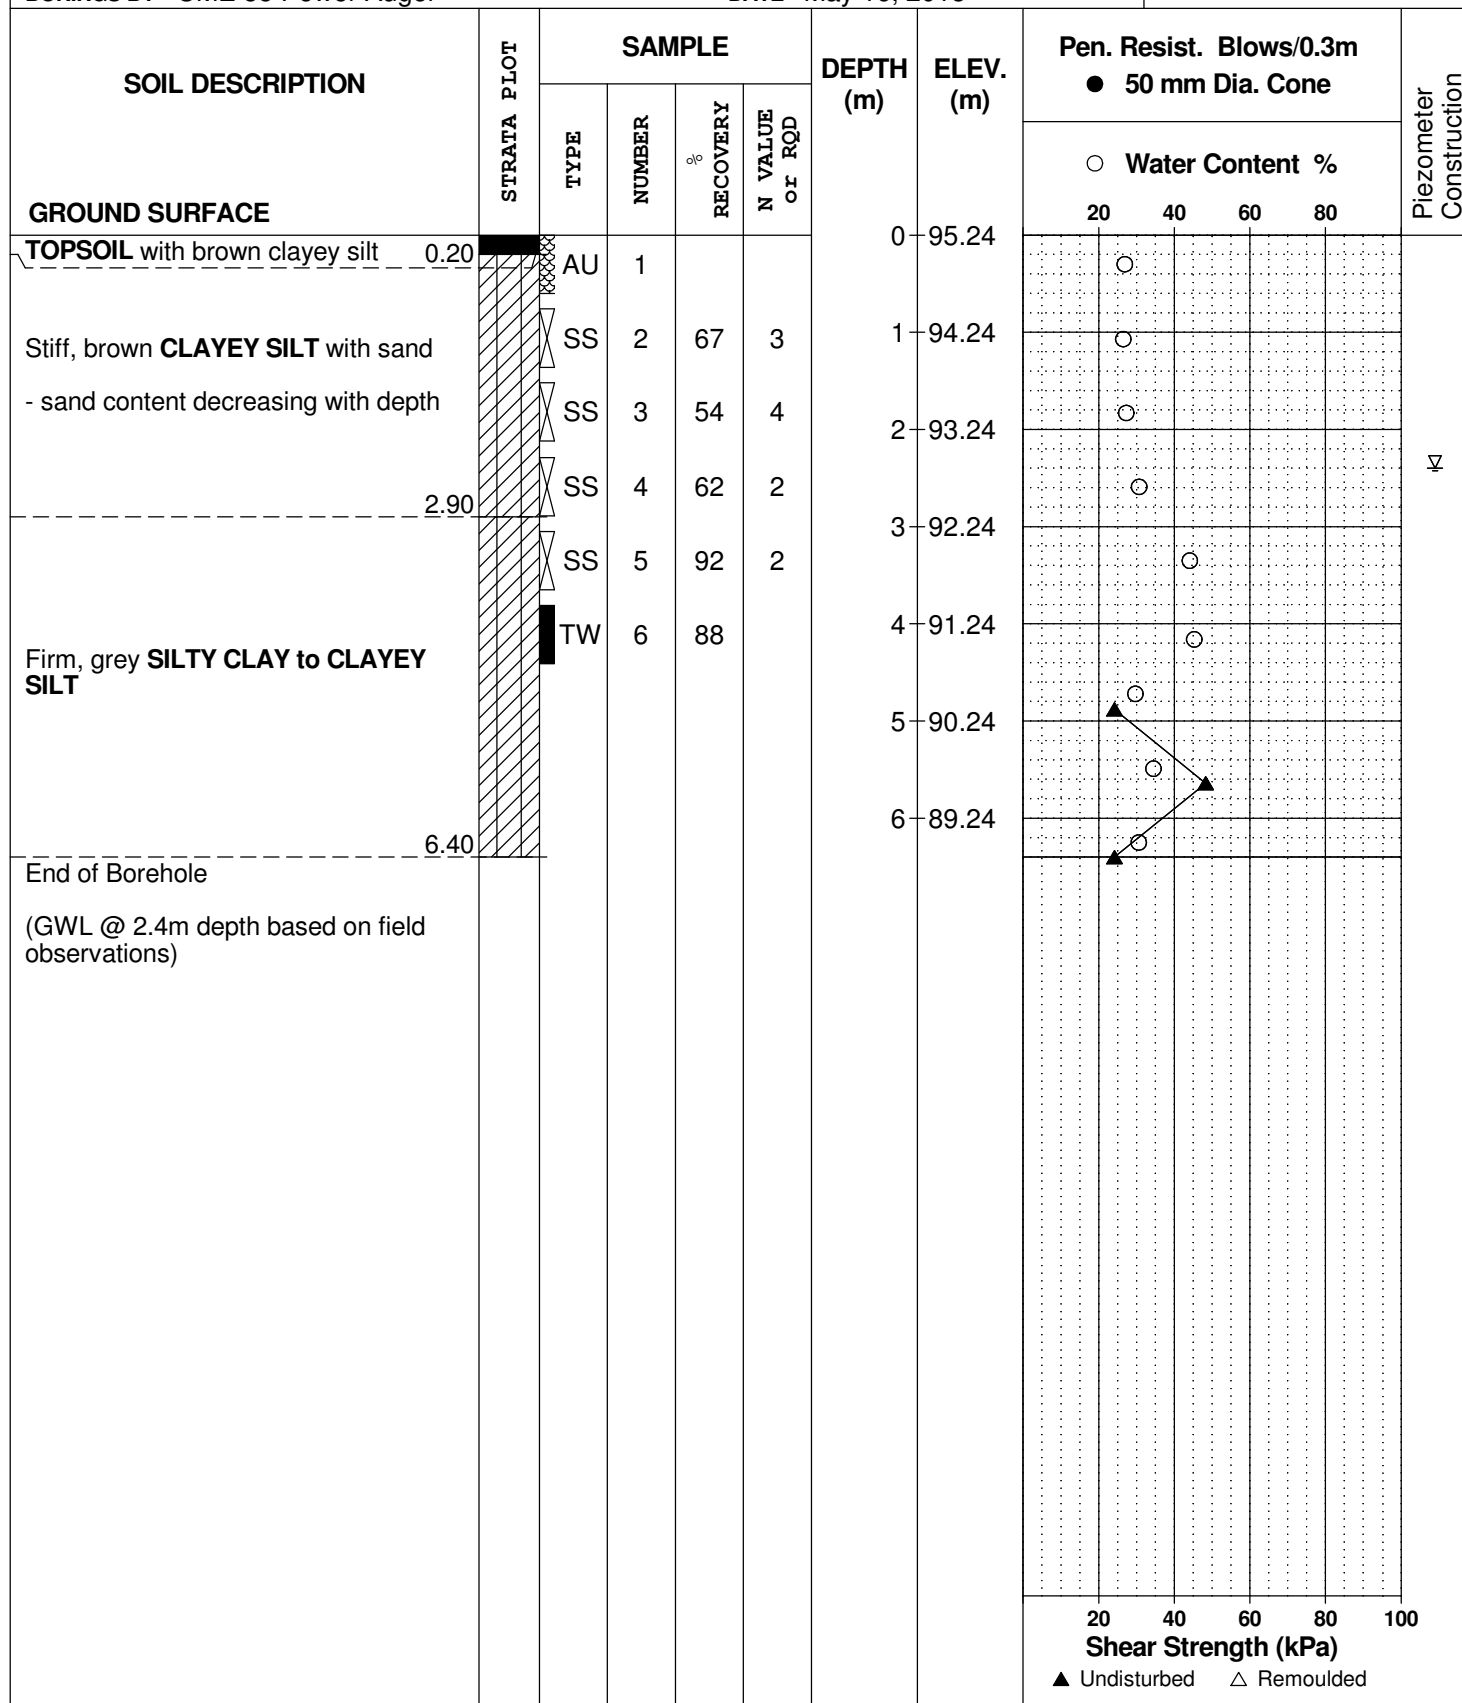 SOIL DESCRIPTION
GROUND SURFACE
STRATA PLOT
SAMPLE
TYPE
NUMBER
% RECOVERY
N VALUE or RQD
DEPTH (m)
ELEV. (m)
Pen. Resist. Blows/0.3m
● 50 mm Dia. Cone
○ Water Content %
20 40 60 80
Piezometer Construction
TOPSOIL with brown clayey silt 0.20
AU 1
0 95.24
Stiff, brown CLAYEY SILT with sand
SS 2 67 3
1 94.24
- sand content decreasing with depth
SS 3 54 4
2 93.24
SS 4 62 2
2.90
3 92.24
SS 5 92 2
TW 6 88
4 91.24
Firm, grey SILTY CLAY to CLAYEY
SILT
5 90.24
6 89.24
6.40
End of Borehole
(GWL @ 2.4m depth based on field
observations)
20 40 60 80 100
Shear Strength (kPa)
▲ Undisturbed △ Remoulded